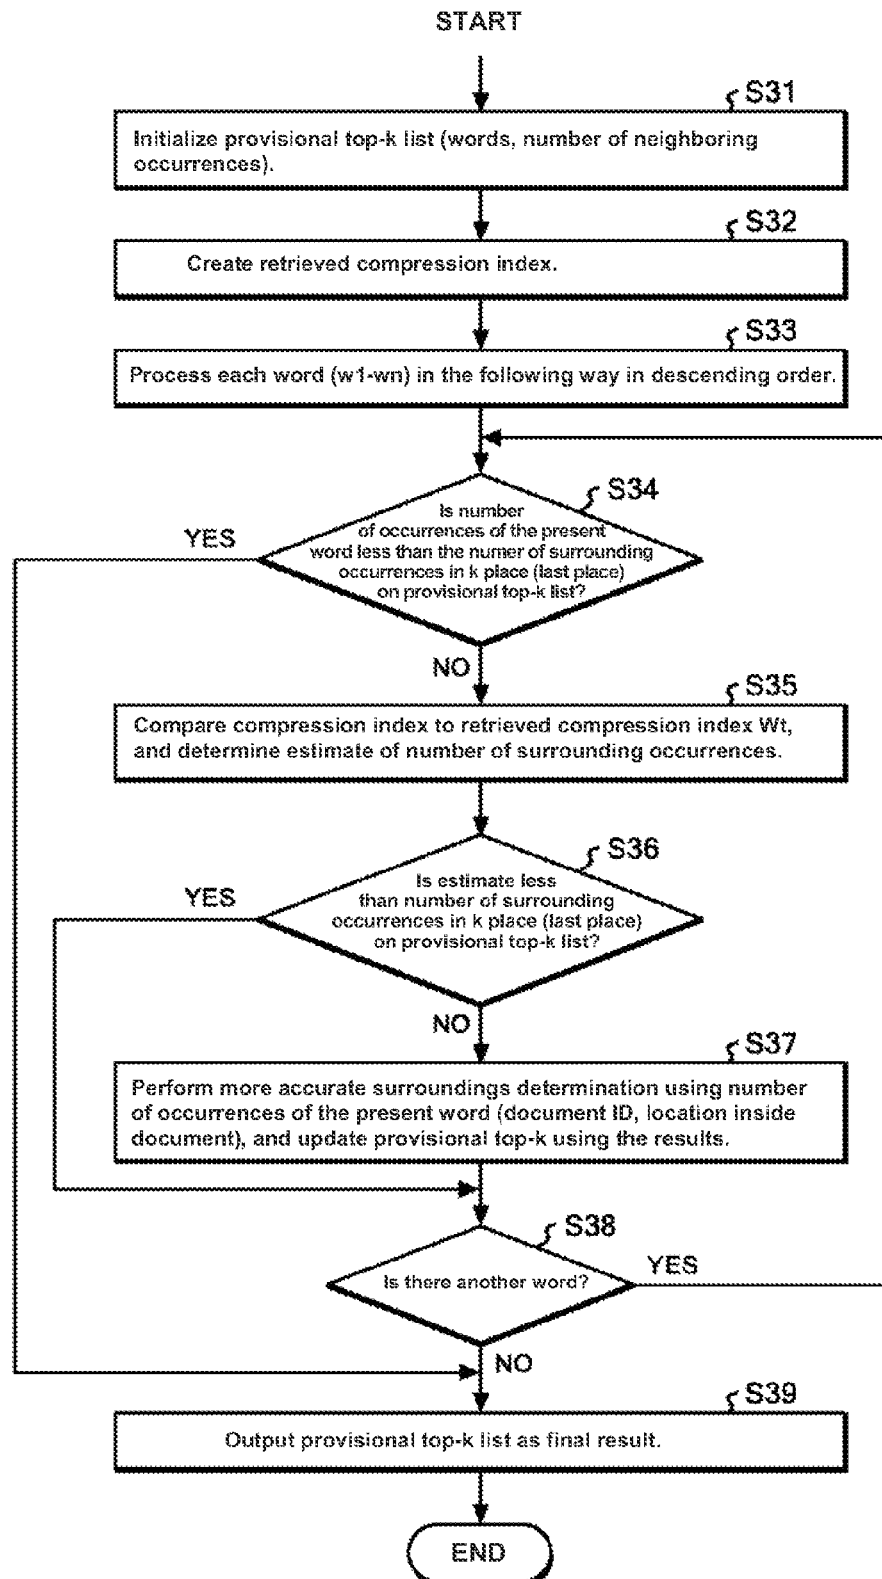 START
S31
Initialize provisional top-k list (words, number of neighboring
occurrences).
S32
Create retrieved compression index.
S33
Process each word (w1-wn) in the following way in descending order.
S34
Is number
of occurrences of the present
word less than the numer of surrounding
occurrences in k place (last place)
on provisional top-k list?
YES
NO
S35
Compare compression index to retrieved compression index Wt,
and determine estimate of number of surrounding occurrences.
S36
Is estimate less
than number of surrounding
occurrences in k place (last place)
on provisional top-k list?
YES
NO
S37
Perform more accurate surroundings determination using number
of occurrences of the present word (document ID, location inside
document), and update provisional top-k using the results.
S38
Is there another word?
YES
NO
S39
Output provisional top-k list as final result.
END